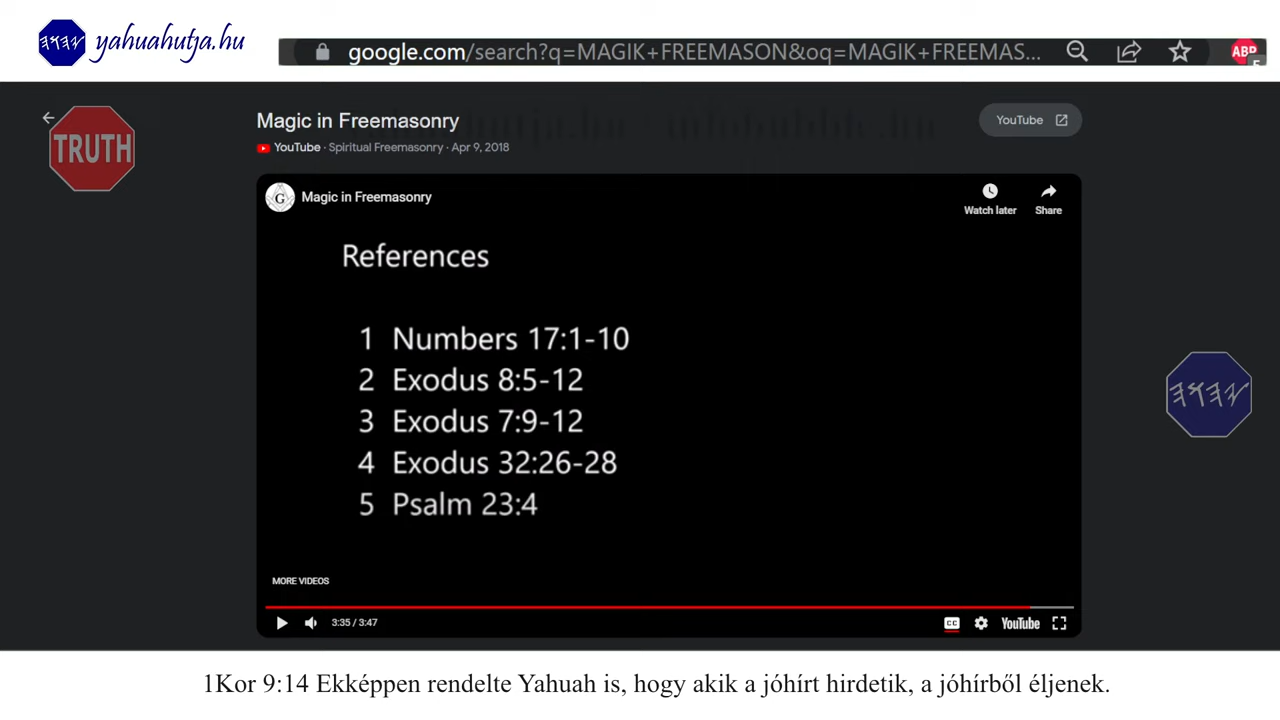 yahuahutja.hu
google.com/search?q=MAGIK+FREEMASON&oq=MAGIK+FREEMAS...
ABP
5
TRUTH
Magic in Freemasonry
YouTube
YouTube · Spiritual Freemasonry · Apr 9, 2018
G
Magic in Freemasonry
Watch later
Share
References
1 Numbers 17:1-10
2 Exodus 8:5-12
3 Exodus 7:9-12
4 Exodus 32:26-28
5 Psalm 23:4
MORE VIDEOS
3:35 / 3:47
CC
YouTube
1Kor 9:14 Ekképpen rendelte Yahuah is, hogy akik a jóhírt hirdetik, a jóhírből éljenek.